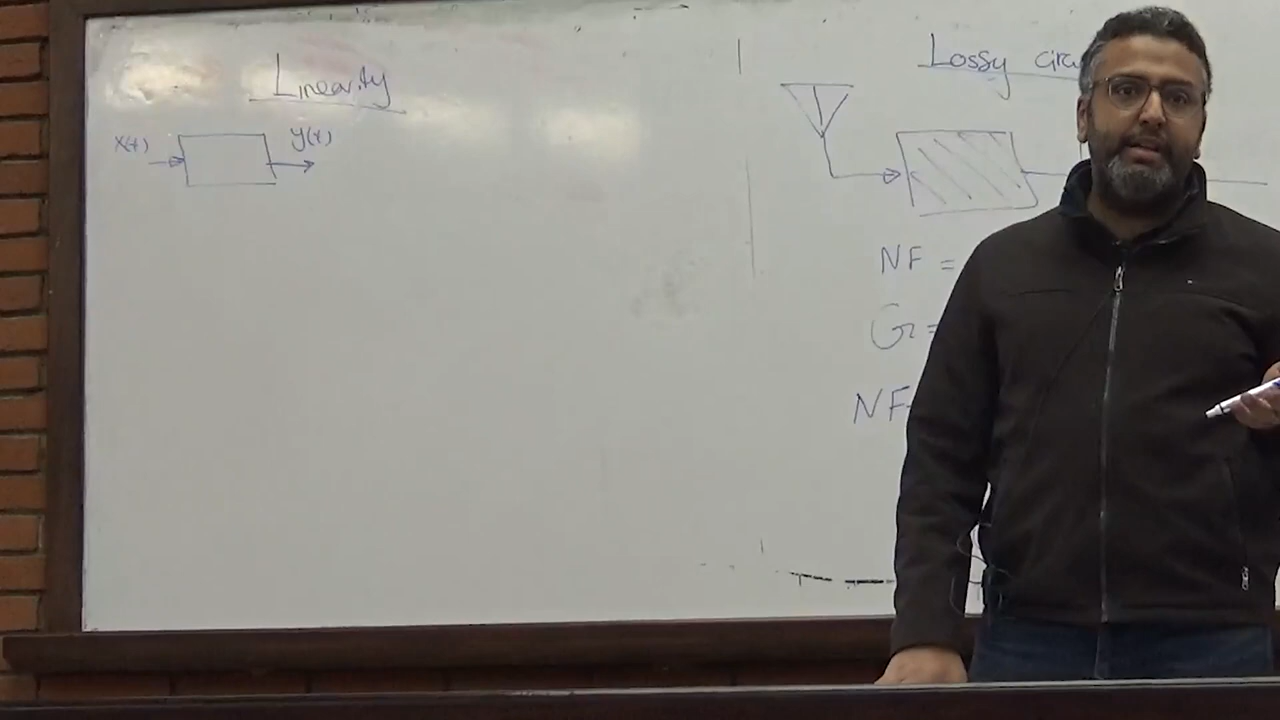 Linearity
x(t) y(t)
Lossy
NF =
G =
NF